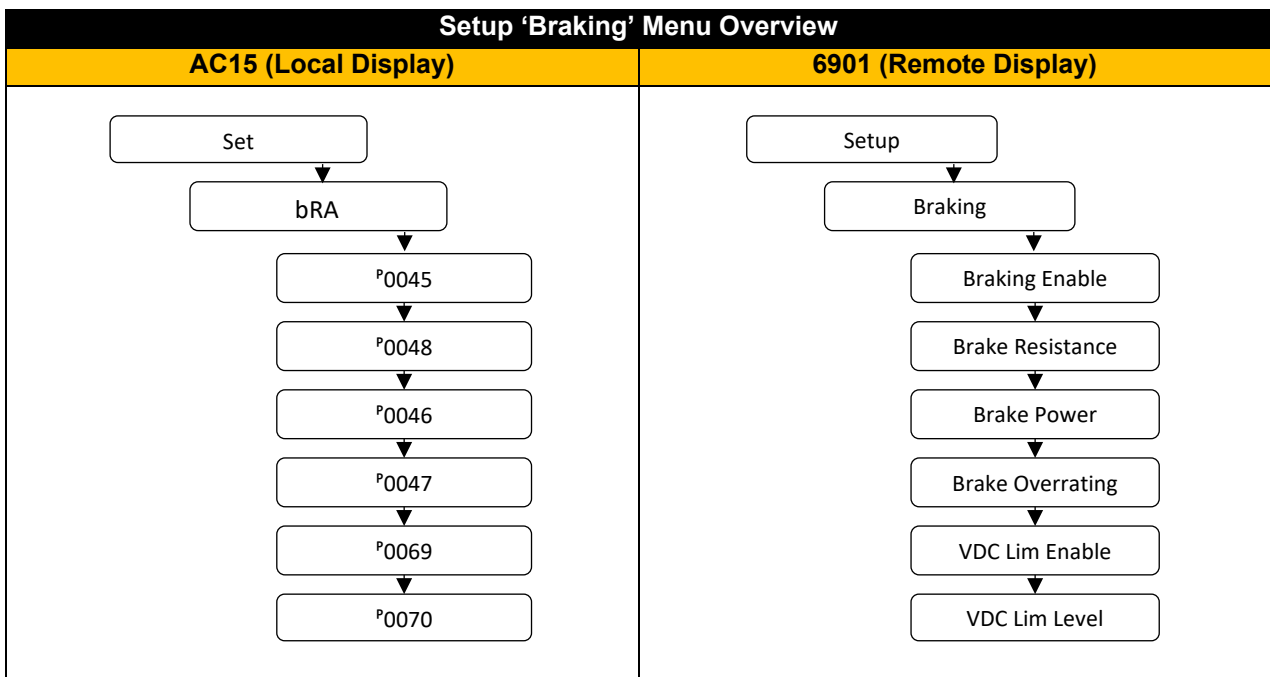 Setup ‘Braking’ Menu Overview
AC15 (Local Display)
6901 (Remote Display)
Set
bRA
ᴾ0045
ᴾ0048
ᴾ0046
ᴾ0047
ᴾ0069
ᴾ0070
Setup
Braking
Braking Enable
Brake Resistance
Brake Power
Brake Overrating
VDC Lim Enable
VDC Lim Level